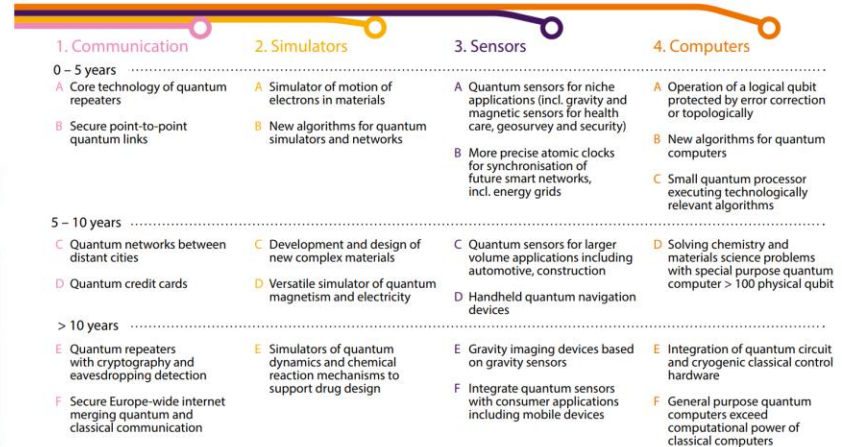 1. Communication
2. Simulators
3. Sensors
4. Computers
0 – 5 years
A Core technology of quantum
repeaters
B Secure point-to-point
quantum links
A Simulator of motion of
electrons in materials
B New algorithms for quantum
simulators and networks
A Quantum sensors for niche
applications (incl. gravity and
magnetic sensors for health
care, geosurvey and security)
B More precise atomic clocks
for synchronisation of
future smart networks,
incl. energy grids
A Operation of a logical qubit
protected by error correction
or topologically
B New algorithms for quantum
computers
C Small quantum processor
executing technologically
relevant algorithms
5 – 10 years
C Quantum networks between
distant cities
D Quantum credit cards
C Development and design of
new complex materials
D Versatile simulator of quantum
magnetism and electricity
C Quantum sensors for larger
volume applications including
automotive, construction
D Handheld quantum navigation
devices
D Solving chemistry and
materials science problems
with special purpose quantum
computer > 100 physical qubit
> 10 years
E Quantum repeaters
with cryptography and
eavesdropping detection
F Secure Europe-wide internet
merging quantum and
classical communication
E Simulators of quantum
dynamics and chemical
reaction mechanisms to
support drug design
E Gravity imaging devices based
on gravity sensors
F Integrate quantum sensors
with consumer applications
including mobile devices
E Integration of quantum circuit
and cryogenic classical control
hardware
F General purpose quantum
computers exceed
computational power of
classical computers